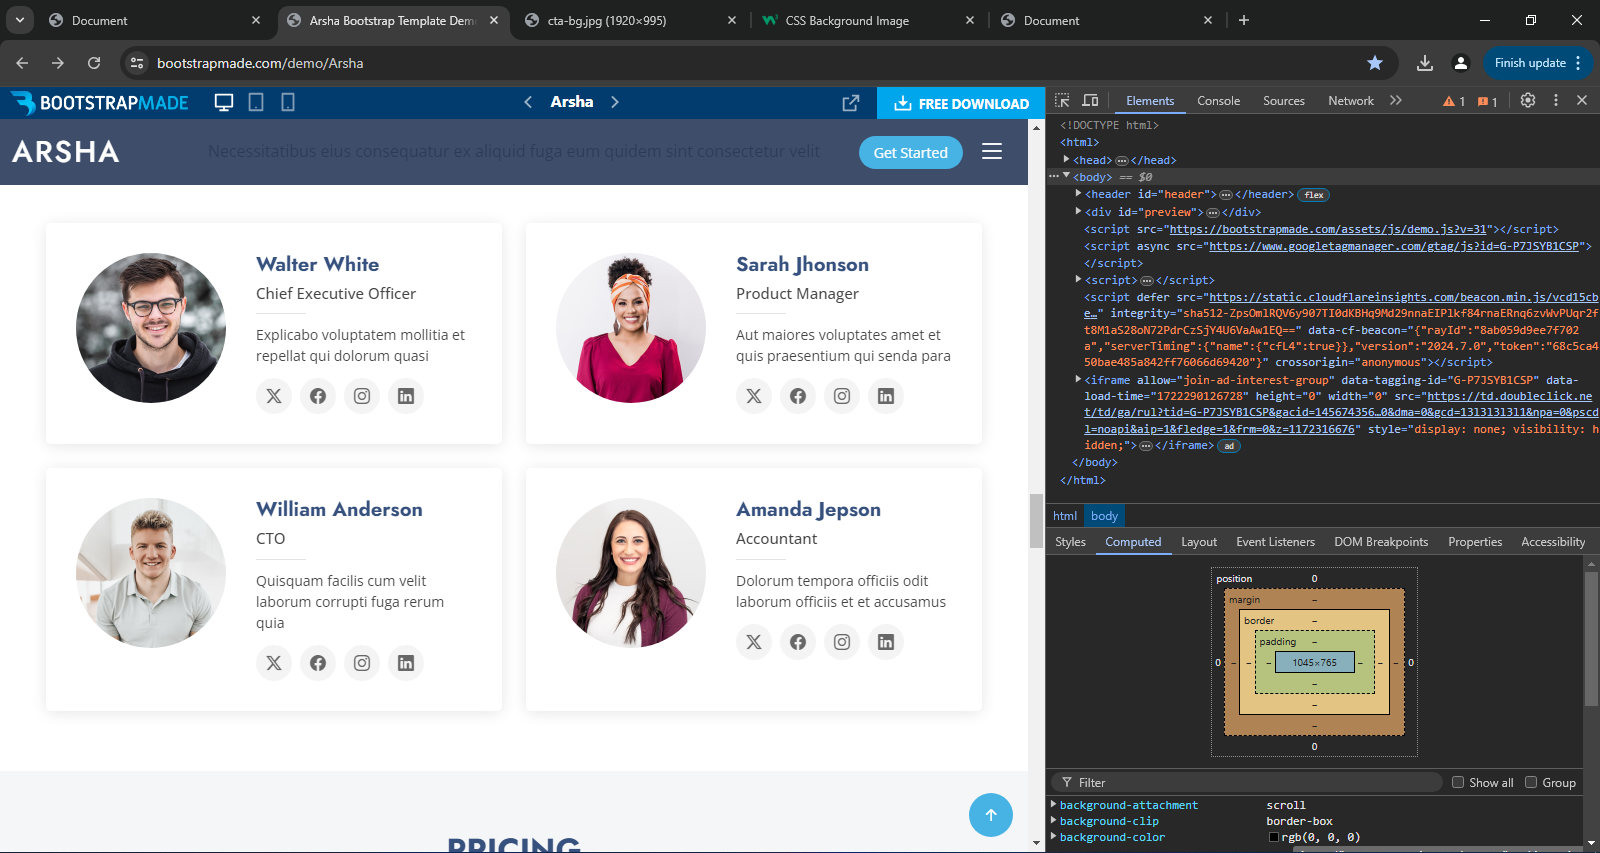 Document
Arsha Bootstrap Template Dem
cta-bg.jpg (1920×995)
CSS Background Image
Document
bootstrapmade.com/demo/Arsha
Finish update
BOOTSTRAPMADE
Arsha
FREE DOWNLOAD
ARSHA
Necessitatibus eius consequatur ex aliquid fuga eum quidem sint consectetur velit
Get Started
Walter White
Chief Executive Officer
Explicabo voluptatem mollitia et
repellat qui dolorum quasi
Sarah Jhonson
Product Manager
Aut maiores voluptates amet et
quis praesentium qui senda para
William Anderson
CTO
Quisquam facilis cum velit
laborum corrupti fuga rerum
quia
Amanda Jepson
Accountant
Dolorum tempora officiis odit
laborum officiis et et accusamus
PRICING
Elements
Console
Sources
Network
1
1
<!DOCTYPE html>
<html>
<head>…</head>
… <body> == $0
<header id="header">…</header> flex
<div id="preview">…</div>
<script src="https://bootstrapmade.com/assets/js/demo.js?v=31"></script>
<script async src="https://www.googletagmanager.com/gtag/js?id=G-P7JSYB1CSP">
</script>
<script>…</script>
<script defer src="https://static.cloudflareinsights.com/beacon.min.js/vcd15cb
e…" integrity="sha512-ZpsOmlRQV6y907TI0dKBHq9Md29nnaEIPlkf84rnaERnq6zvWvPUqr2f
t8M1aS28oN72PdrCzSjY4U6VaAw1EQ==" data-cf-beacon="{"rayId":"8ab059d9ee7f702
a","serverTiming":{"name":{"cfL4":true}},"version":"2024.7.0","token":"68c5ca4
50bae485a842ff76066d69420"}" crossorigin="anonymous"></script>
<iframe allow="join-ad-interest-group" data-tagging-id="G-P7JSYB1CSP" data-
load-time="1722290126728" height="0" width="0" src="https://td.doubleclick.ne
t/td/ga/rul?tid=G-P7JSYB1CSP&gacid=145674356…0&dma=0&gcd=13l3l3l3l1&npa=0&pscd
l=noapi&aip=1&fledge=1&frm=0&z=1172316676" style="display: none; visibility: h
idden;">…</iframe> ad
</body>
</html>
html body
Styles
Computed
Layout
Event Listeners
DOM Breakpoints
Properties
Accessibility
position
0
margin
–
border
–
padding
–
0 – – – 1045×765 – – – 0
–
–
–
0
Filter
Show all
Group
background-attachment
scroll
background-clip
border-box
background-color
rgb(0, 0, 0)